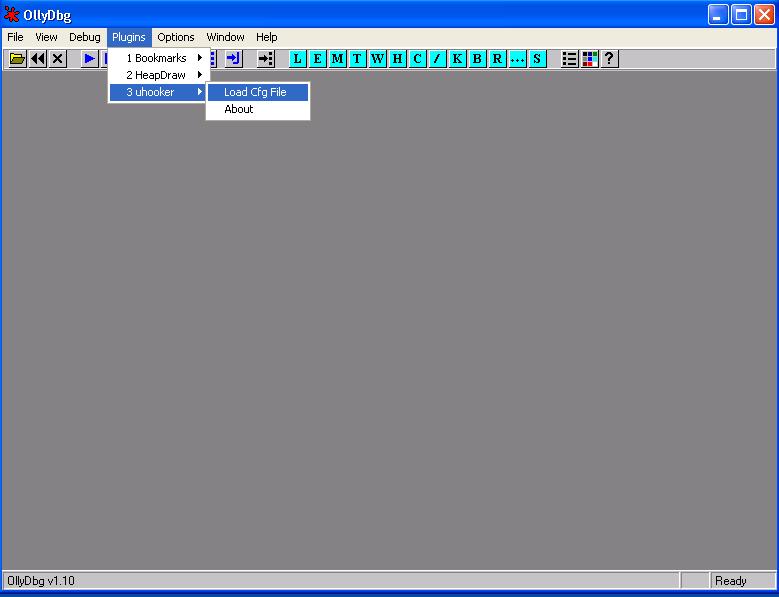 OllyDbg
File View Debug Plugins Options Window Help
L E M T W H C / K B R ... S ?
1 Bookmarks
2 HeapDraw
3 uhooker Load Cfg File
About
OllyDbg v1.10 Ready